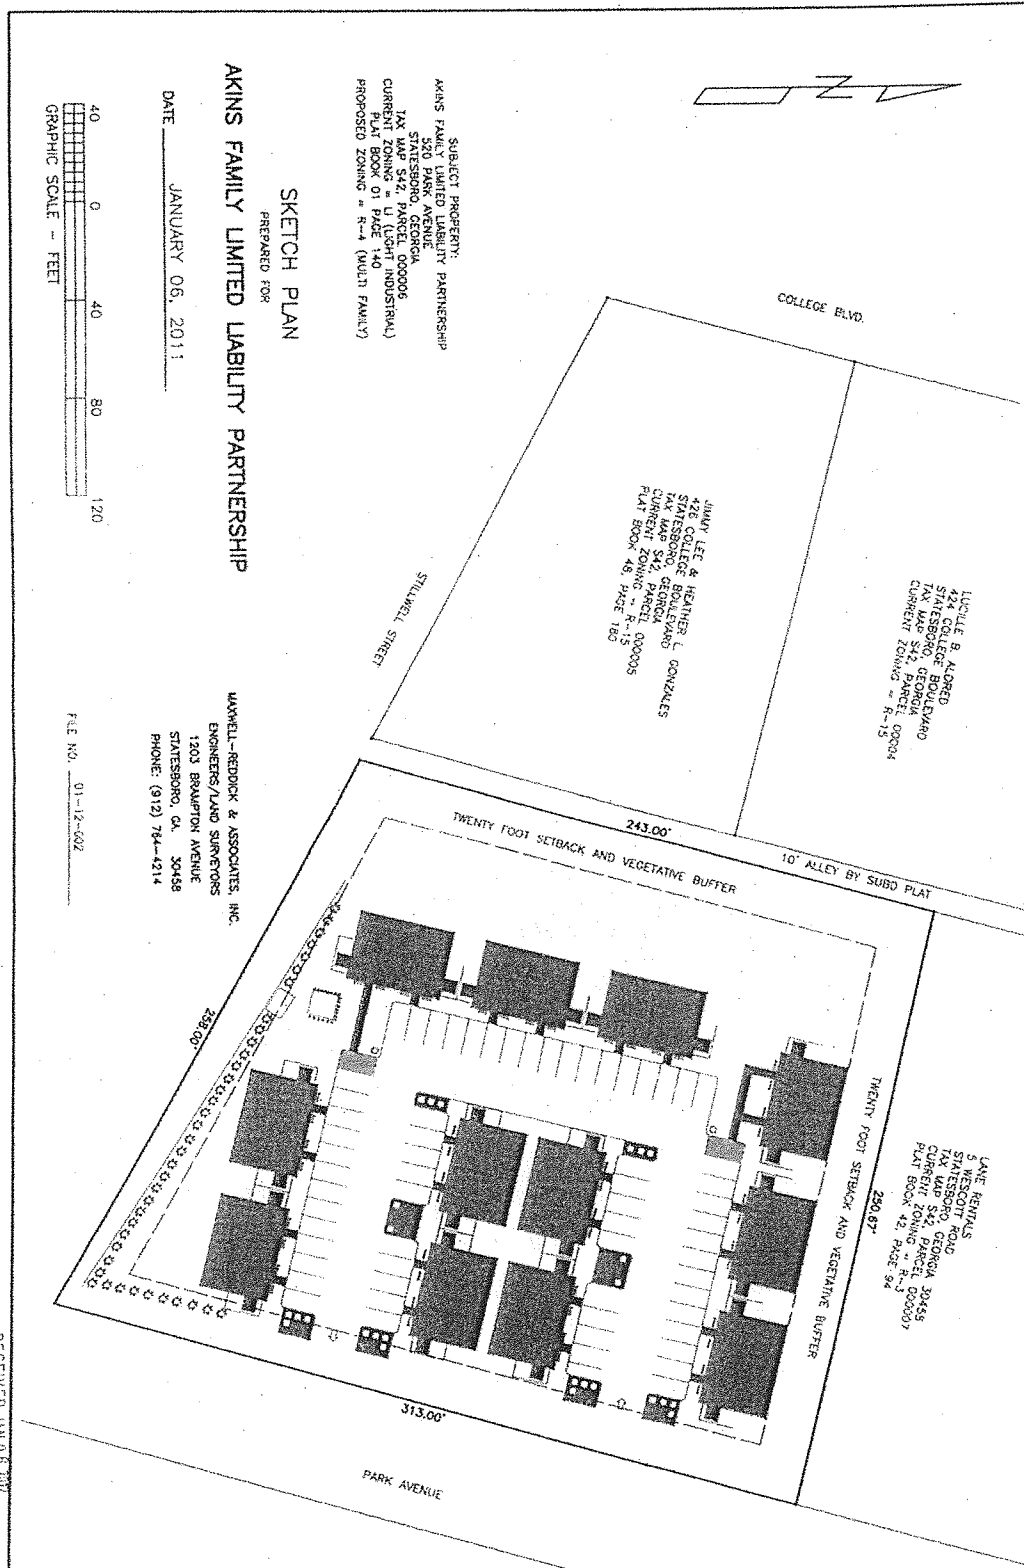 SUBJECT PROPERTY:
AKINS FAMILY LIMITED LIABILITY PARTNERSHIP
520 PARK AVENUE
STATESBORO, GEORGIA
TAX MAP S42, PARCEL 000006
CURRENT ZONING = LI (LIGHT INDUSTRIAL)
PLAT BOOK 01 PAGE 140
PROPOSED ZONING = R-4 (MULTI FAMILY)
SKETCH PLAN
PREPARED FOR
AKINS FAMILY LIMITED LIABILITY PARTNERSHIP
DATE JANUARY 06, 2011
40 0 40 80 120
GRAPHIC SCALE - FEET
MAXWELL-REDDICK & ASSOCIATES, INC.
ENGINEERS/LAND SURVEYORS
1203 BRAMPTON AVENUE
STATESBORO, GA. 30458
PHONE: (912) 764-4214
FILE NO. 01-12-002
COLLEGE BLVD.
STILLWELL STREET
PARK AVENUE
JIMMY LEE & HEATHER L. GONZALES
426 COLLEGE BOULEVARD
STATESBORO, GEORGIA
TAX MAP S42, PARCEL 000005
CURRENT ZONING - R-15
PLAT BOOK 48, PAGE 180
LUCILLE B. ALDRED
424 COLLEGE BOULEVARD
STATESBORO, GEORGIA
TAX MAP S42, PARCEL 00004
CURRENT ZONING = R-15
LANE RENTALS
5 WESCOTT ROAD
STATESBORO, GEORGIA 30458
TAX MAP S42, PARCEL 000007
CURRENT ZONING - R-3
PLAT BOOK 42, PAGE 94
10' ALLEY BY SUBD PLAT
243.00'
TWENTY FOOT SETBACK AND VEGETATIVE BUFFER
TWENTY FOOT SETBACK AND VEGETATIVE BUFFER
250.67'
258.00'
313.00'
RECEIVED JAN 0 6